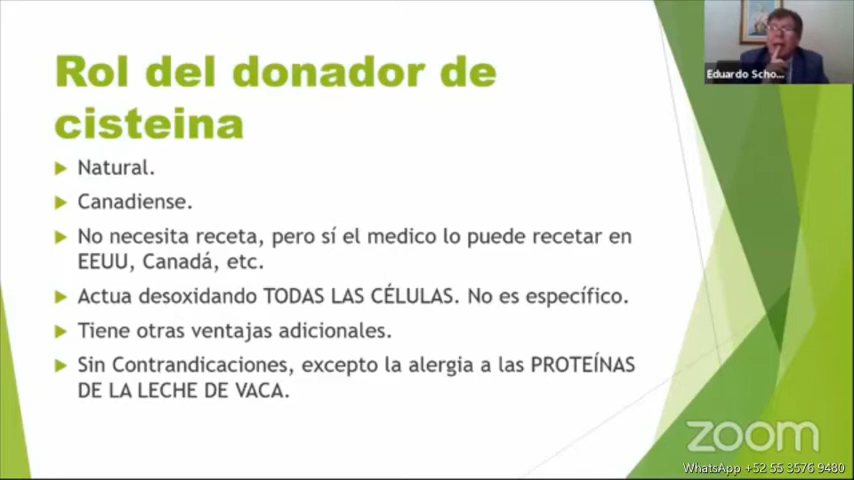 Rol del donador de
cisteina
Natural.
Canadiense.
No necesita receta, pero sí el medico lo puede recetar en
EEUU, Canadá, etc.
Actua desoxidando TODAS LAS CÉLULAS. No es específico.
Tiene otras ventajas adicionales.
Sin Contrandicaciones, excepto la alergia a las PROTEÍNAS
DE LA LECHE DE VACA.
Eduardo Scho...
zoom
WhatsApp +52 55 3576 9480